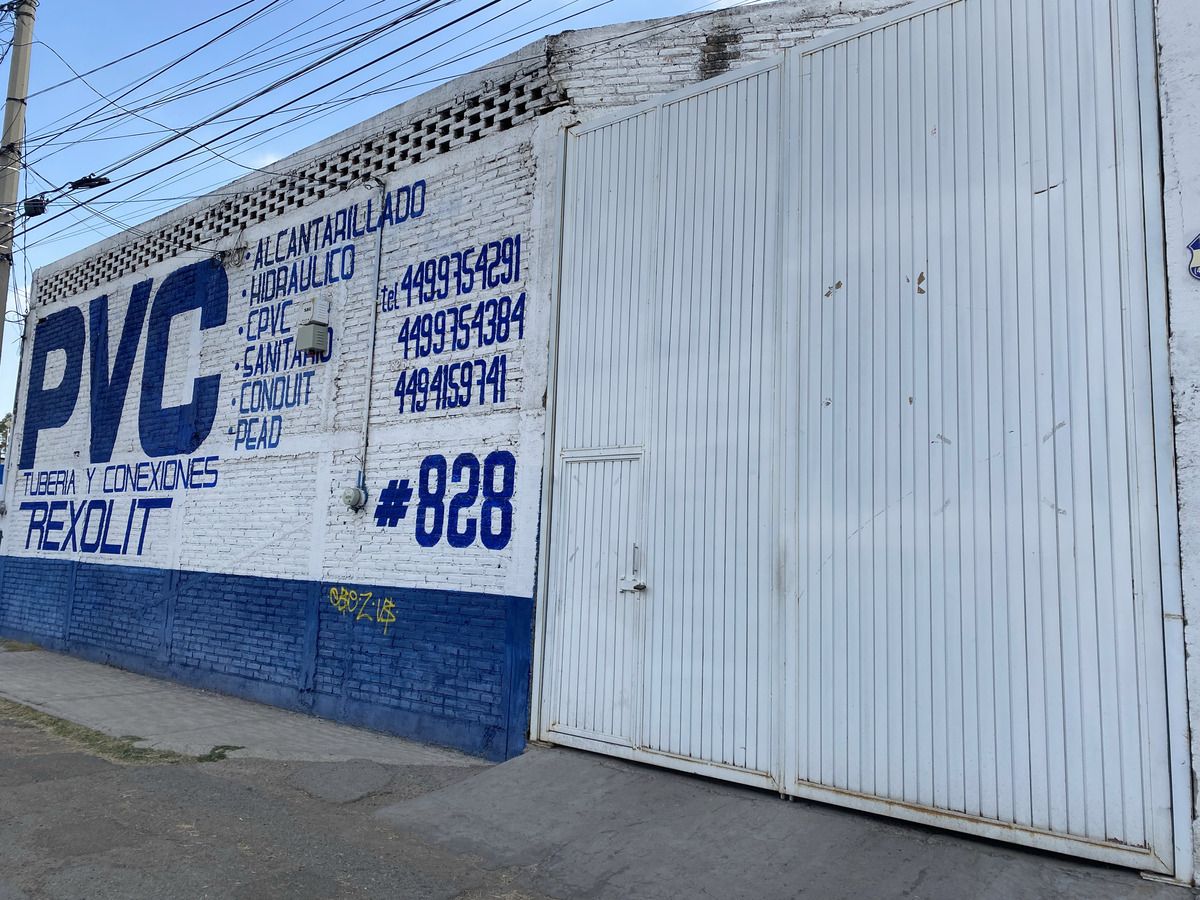 PVC
TUBERIA Y CONEXIONES
REXOLIT
· ALCANTARILLADO
· HIDRAULICO
· CPVC
· SANITARIO
· CONDUIT
· PEAD
tel 4499754291
4499754384
4494159741
#828